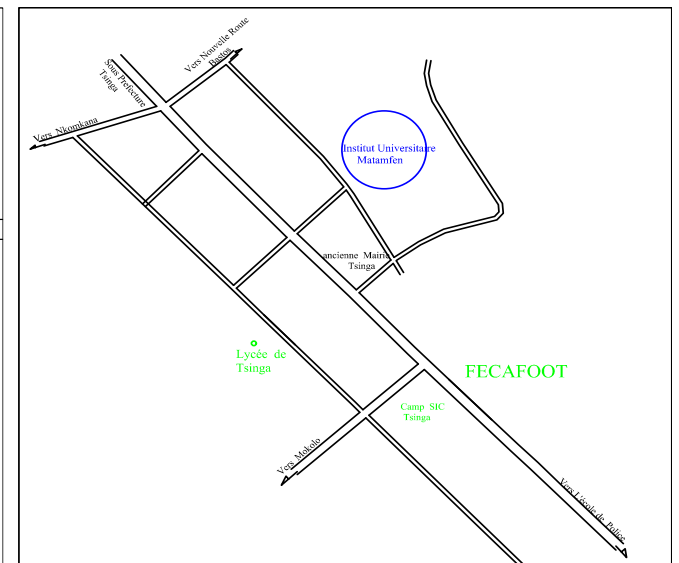 Vers Nouvelle Route
Bastos
Sous Prefecture
Tsinga
Vers Nkomkana
Institut Universitaire
Matamfen
ancienne Mairie
Tsinga
Lycée de
Tsinga
FECAFOOT
Camp SIC
Tsinga
Vers Mokolo
Vers L'école de Police